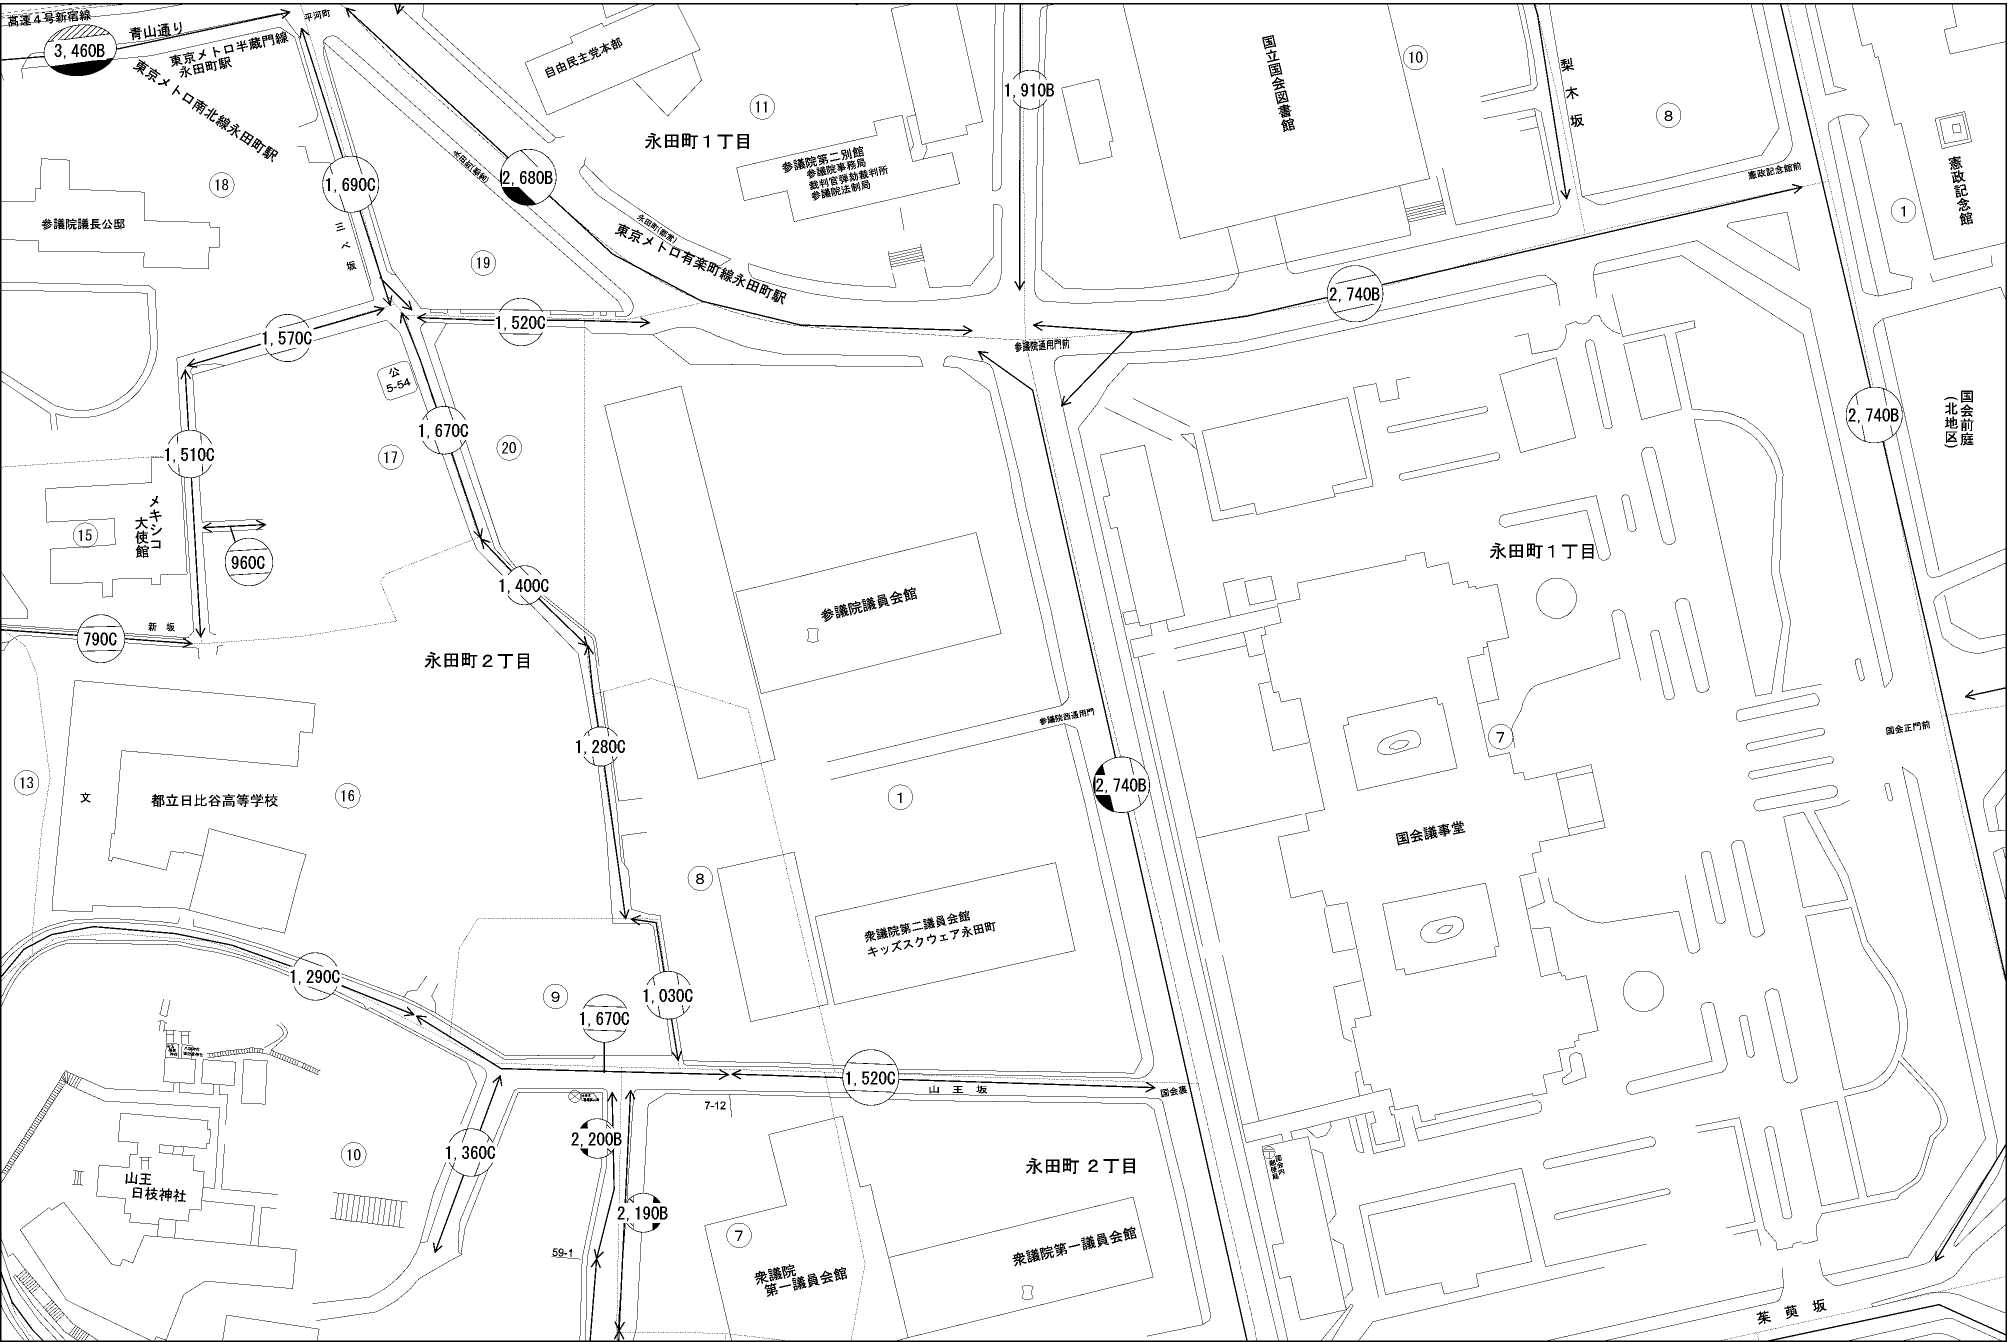 高速4号新宿線
平河町
青山通り
3,460B
東京メトロ半蔵門線
永田町駅
東京メトロ南北線永田町駅
自由民主党本部
国立国会図書館
⑩
梨木坂
⑪
1,910B
⑧
永田町1丁目
参議院第二別館
参議院事務局
裁判官弾劾裁判所
参議院法制局
憲政記念館
憲政記念館前
①
1,690C
2,680B
⑱
参議院議長公邸
三べ坂
永田町(都営)
東京メトロ有楽町線永田町駅
⑲
2,740B
1,520C
1,570C
参議院通用門前
公
5-54
国会前庭
(北地区)
2,740B
1,670C
⑳
⑰
1,510C
メキシコ
大使館
⑮
960C
永田町1丁目
1,400C
参議院議員会館
790C
新坂
永田町2丁目
参議院西通用門
国会正門前
⑦
1,280C
2,740B
⑬
文
都立日比谷高等学校
⑯
①
国会議事堂
⑧
衆議院第二議員会館
キッズスクウェア永田町
1,290C
⑨
1,670C
1,030C
1,520C
山王坂
国会裏
7-12
2,200B
⑩
1,360C
永田町2丁目
国会内
郵便局
山王
日枝神社
2,190B
⑦
59-1
衆議院
第一議員会館
衆議院第一議員会館
茱萸坂